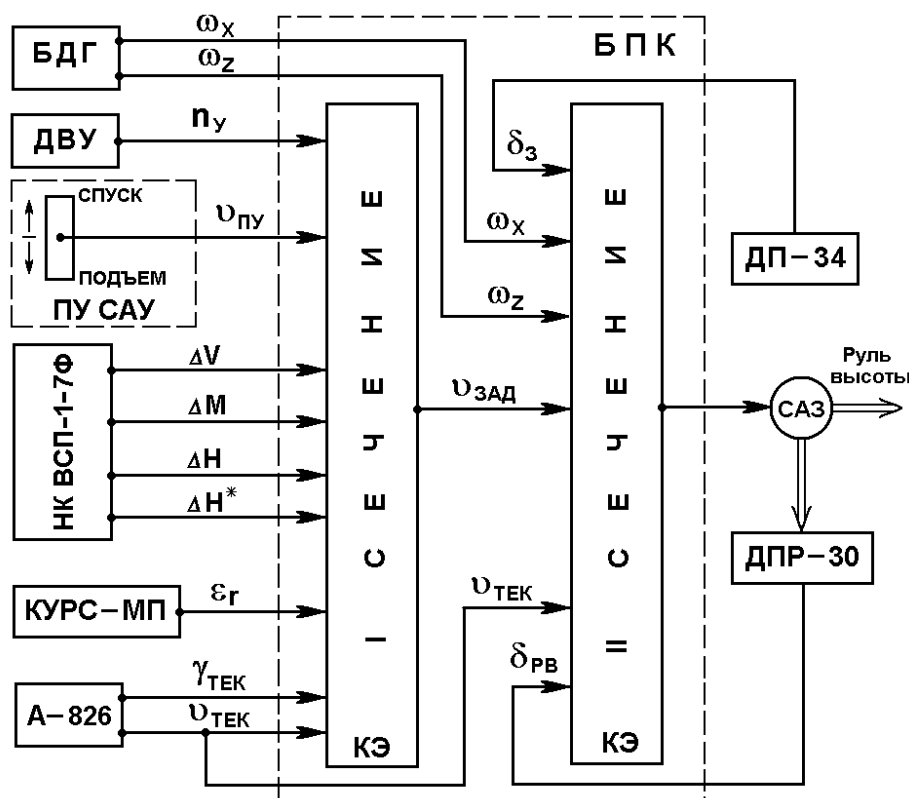 БДГ
ωX
ωZ
БПК
ДВУ
nУ
δЗ
СПУСК
ПОДЪЕМ
ПУ САУ
υПУ
ωX
ωZ
ДП-34
НК ВСП-1-7Ф
ΔV
ΔM
ΔH
ΔH*
КЭ I СЕЧЕНИЕ
υЗАД
КЭ II СЕЧЕНИЕ
Руль
высоты
САЗ
ДПР-30
КУРС-МП
εr
υТЕК
δРВ
А-826
γТЕК
υТЕК